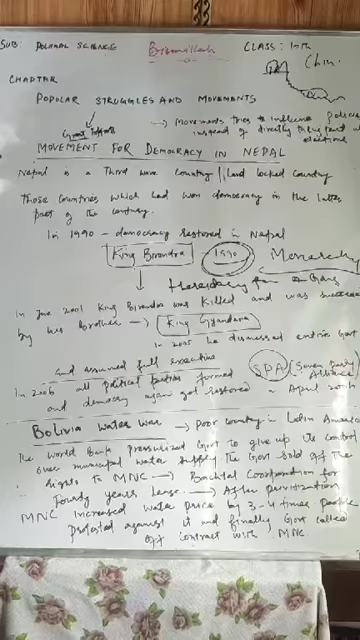 SUB: POLITICAL SCIENCE Bismillah CLASS: 10th
China
CHAPTER
POPULAR STRUGGLES AND MOVEMENTS
→ Movements tries to influence policies
instead of directly taking part in
elections
MOVEMENT FOR DEMOCRACY IN NEPAL
Nepal is a Third wave country || Land locked country
Those countries which had won democracy in the latter
part of the century.
In 1990 - democracy restored in Nepal
King Birendra 1990 Monarchy
Hereditary
In June 2001 King Birendra was killed and was
by his brother → King Gyanendra
In 2005 he dismissed entire Govt
and assumed full executive
In 2006 all political parties formed SPA (Seven Party Alliance)
and democracy again got restored in April 2006
Bolivia Water War → Poor country in Latin America
The World Bank pressurized Govt to give up its control
over municipal water supply. The Govt sold off the
rights to MNC → Bachtal Coorporation for
Fourty years lease. → After privitization
MNC increased water price by 3-4 times people
protested against it and finally Govt called
off contract with MNC